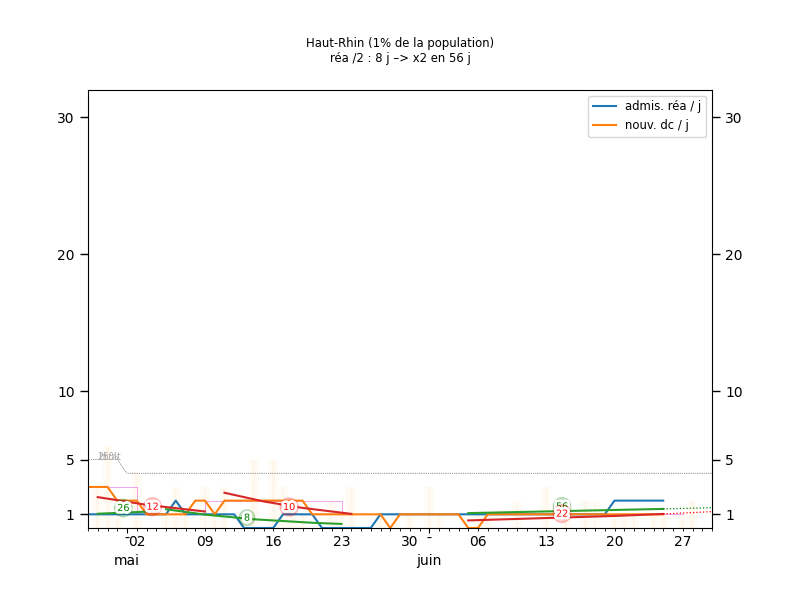 Haut-Rhin (1% de la population)
réa /2 : 8 j –> x2 en 56 j
admis. réa / j
nouv. dc / j
30 30
20 20
10 10
5 5
1 1
26 12 8 10 56 22
02 09 16 23 30 06 13 20 27
mai juin